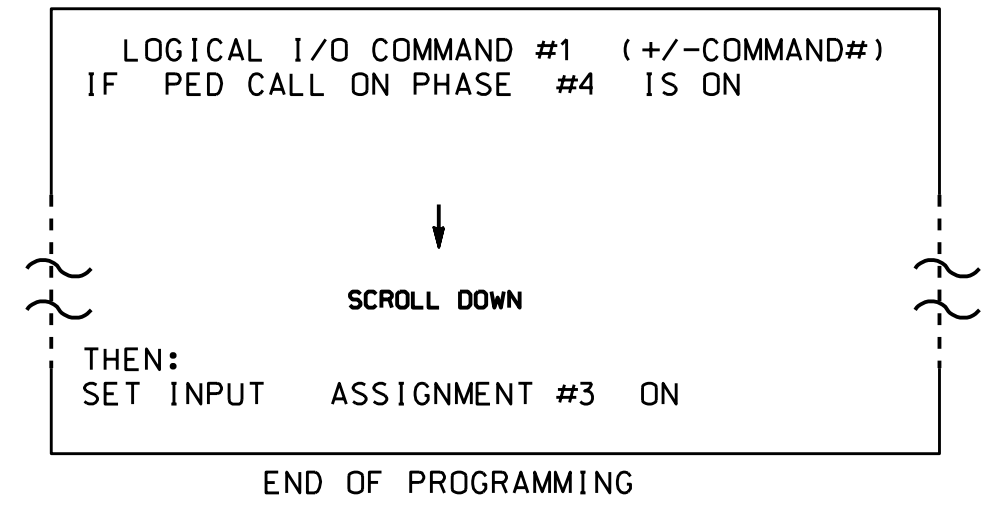 LOGICAL I/O COMMAND #1 (+/-COMMAND#)
IF PED CALL ON PHASE #4 IS ON
SCROLL DOWN
THEN:
SET INPUT ASSIGNMENT #3 ON
END OF PROGRAMMING